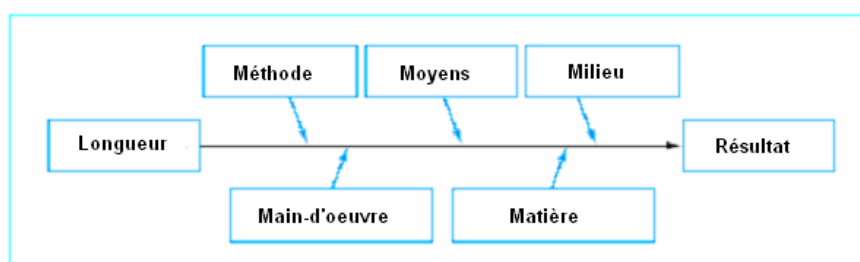 Méthode
Moyens
Milieu
Longueur
Résultat
Main-d'oeuvre
Matière